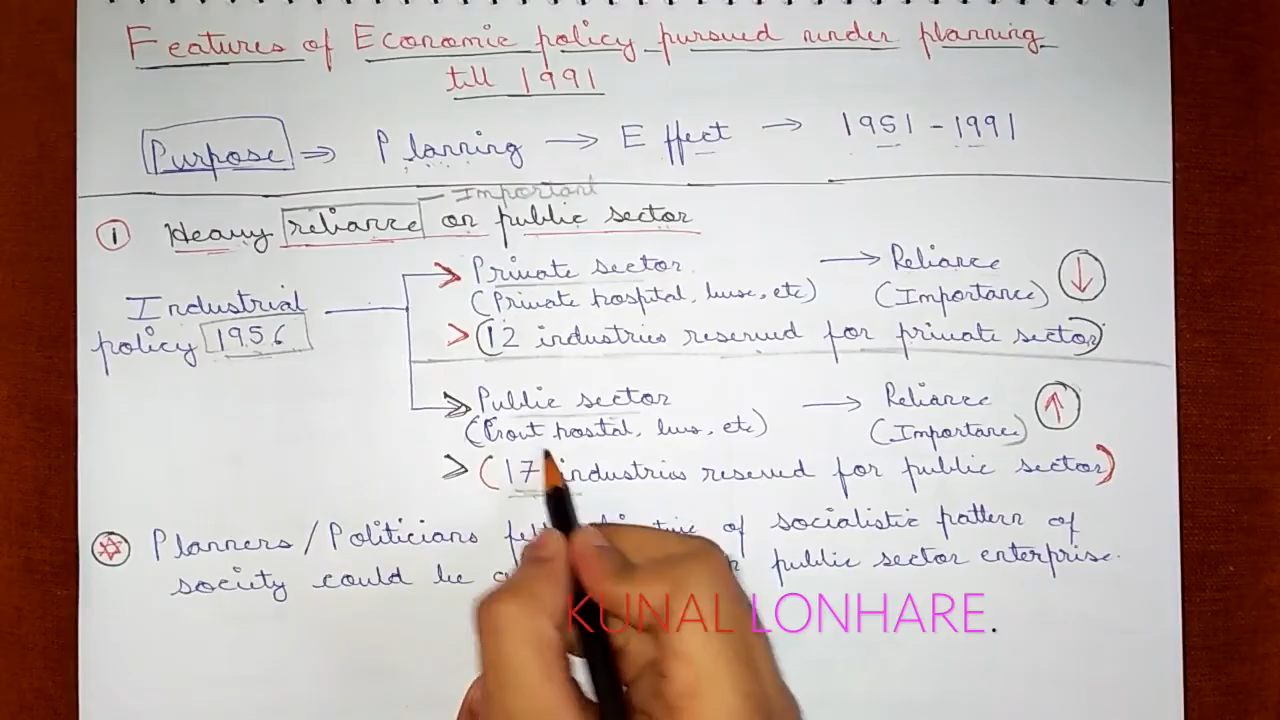 Features of Economic policy pursued under planning
till 1991
Purpose ⇒ Planning → Effect → 1951 - 1991
Important
① Heavy reliance on public sector
Industrial
policy 1956
> Private sector → Reliance ↓
(Private hospital, buse, etc) (Importance)
> (12 industries reserved for private sector)
> Public sector → Reliance ↑
(Govt hosital, bus, etc) (Importance)
> (17 industries reserved for public sector)
Planners/Politicians of socialistic pattern of
society could be public sector enterprise.
KUNAL LONHARE.